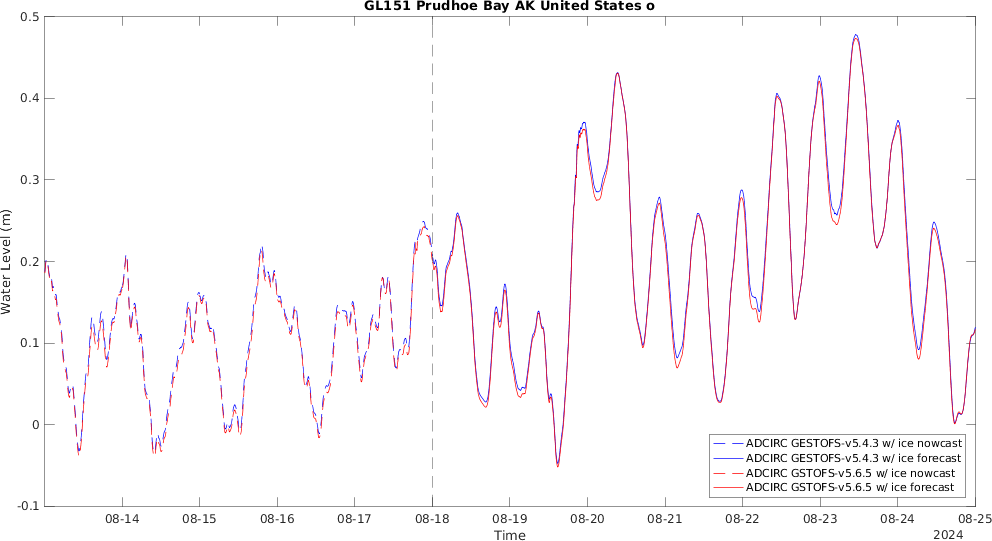 GL151 Prudhoe Bay AK United States o
0.5
0.4
0.3
0.2
0.1
0
-0.1
Water Level (m)
ADCIRC GESTOFS-v5.4.3 w/ ice nowcast
ADCIRC GESTOFS-v5.4.3 w/ ice forecast
ADCIRC GSTOFS-v5.6.5 w/ ice nowcast
ADCIRC GSTOFS-v5.6.5 w/ ice forecast
08-14 08-15 08-16 08-17 08-18 08-19 08-20 08-21 08-22 08-23 08-24 08-25
Time
2024